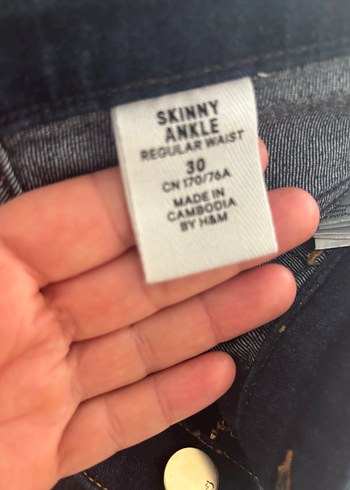 SKINNY
ANKLE
REGULAR WAIST
30
CN 170/76A
MADE IN
CAMBODIA
BY H&M